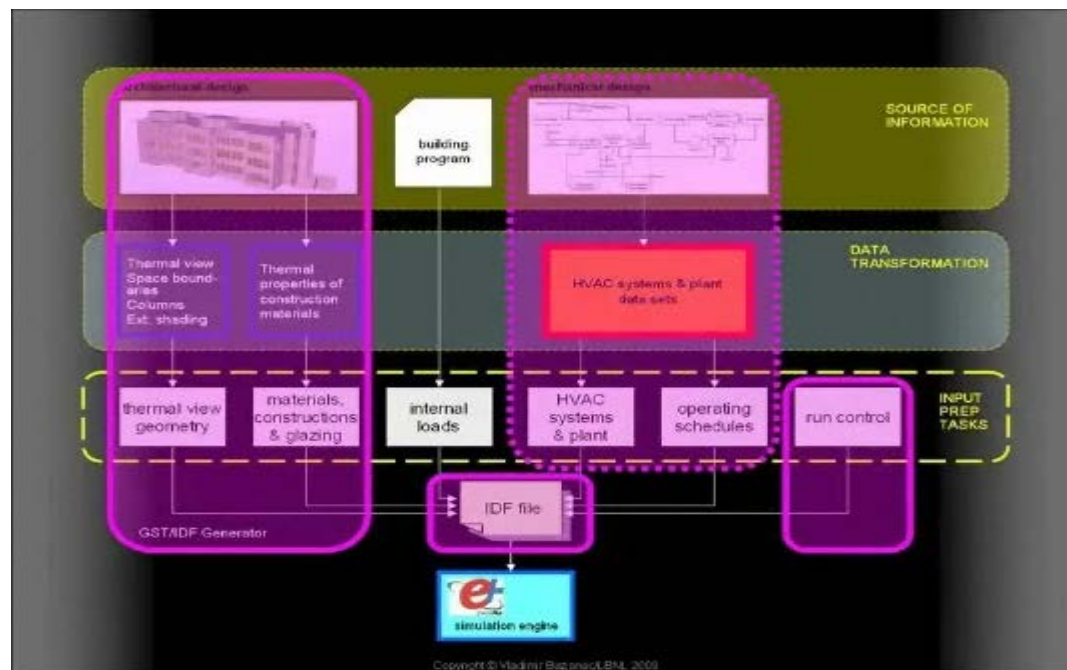 architectural design
mechanical design
SOURCE OF
INFORMATION
building
program
DATA
TRANSFORMATION
Thermal view
Space bound-
aries
Columns
Ext. shading
Thermal
properties of
construction
materials
HVAC systems & plant
data sets
thermal view
geometry
materials,
constructions
& glazing
internal
loads
HVAC
systems
& plant
operating
schedules
run control
INPUT
PREP
TASKS
IDF file
GST/IDF Generator
e+
simulation engine
Copyright © Vladimir Bazjanac/LBNL 2009